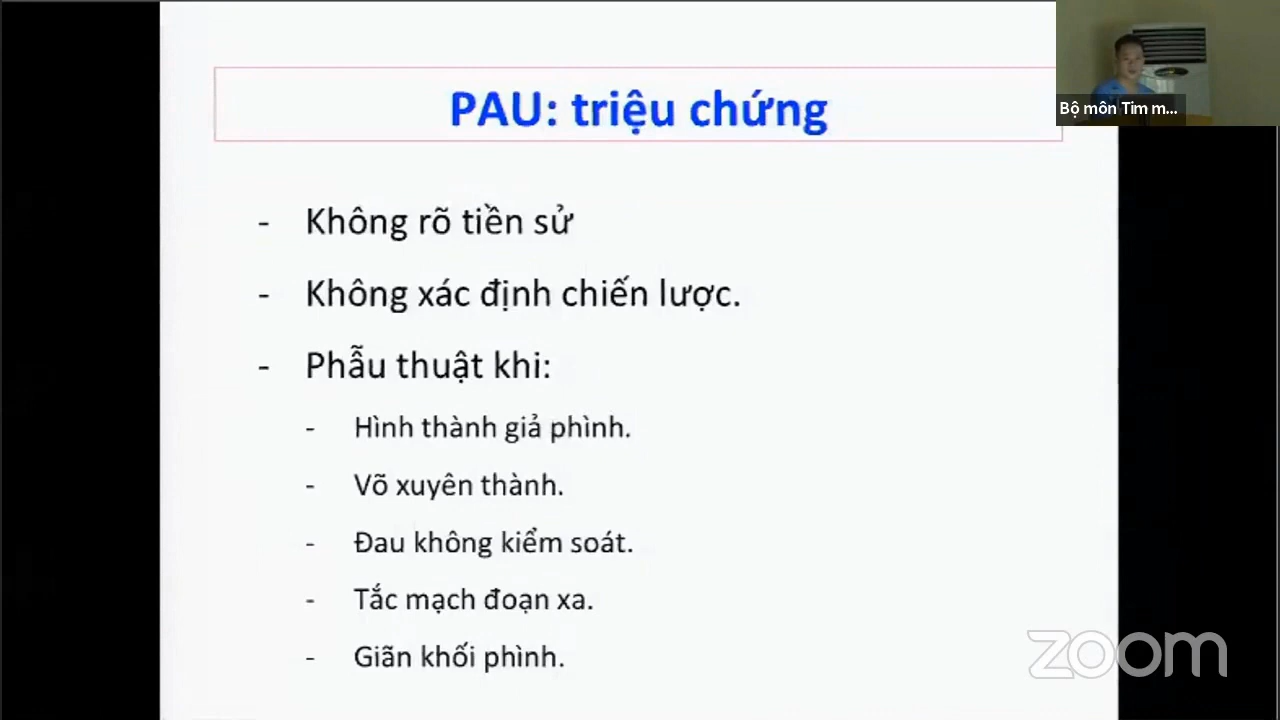 Bộ môn Tim m...
PAU: triệu chứng
- Không rõ tiền sử
- Không xác định chiến lược.
- Phẫu thuật khi:
- Hình thành giả phình.
- Võ xuyên thành.
- Đau không kiểm soát.
- Tắc mạch đoạn xa.
- Giãn khối phình.
zoom